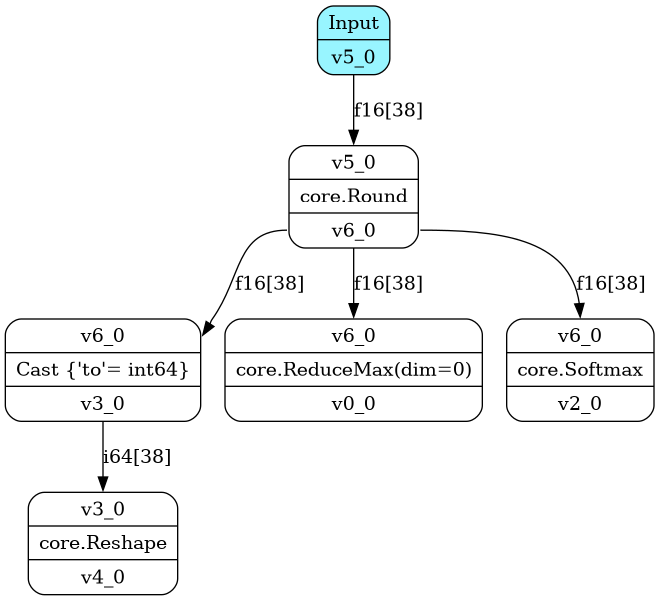 Input
v5_0
f16[38]
v5_0
core.Round
v6_0
f16[38]
f16[38]
f16[38]
v6_0
Cast {'to'= int64}
v3_0
v6_0
core.ReduceMax(dim=0)
v0_0
v6_0
core.Softmax
v2_0
i64[38]
v3_0
core.Reshape
v4_0